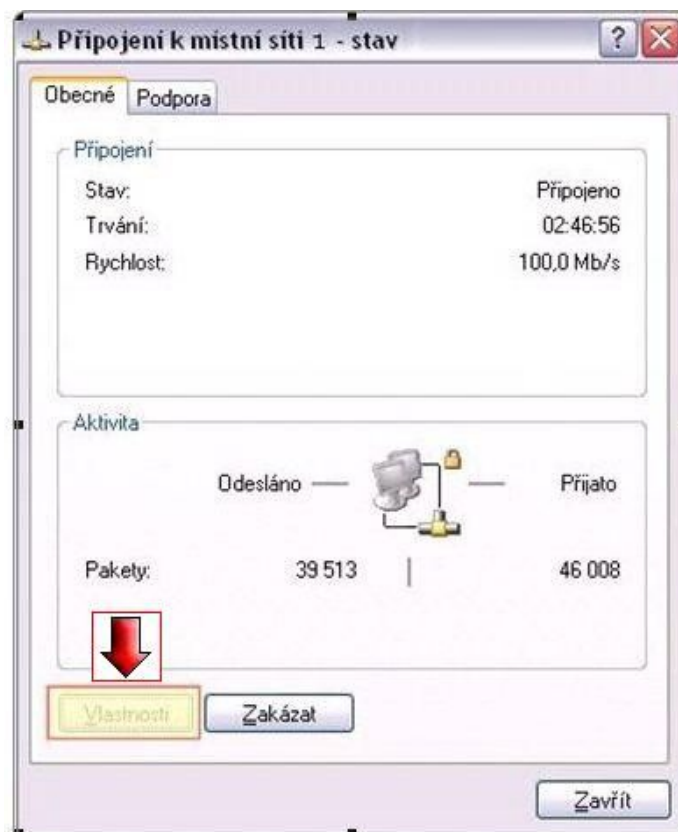 Připojení k místní síti 1 - stav
Obecné Podpora
Připojení
Stav: Připojeno
Trvání: 02:46:56
Rychlost: 100,0 Mb/s
Aktivita
Odesláno Přijato
Pakety: 39 513 46 008
Vlastnosti Zakázat
Zavřít